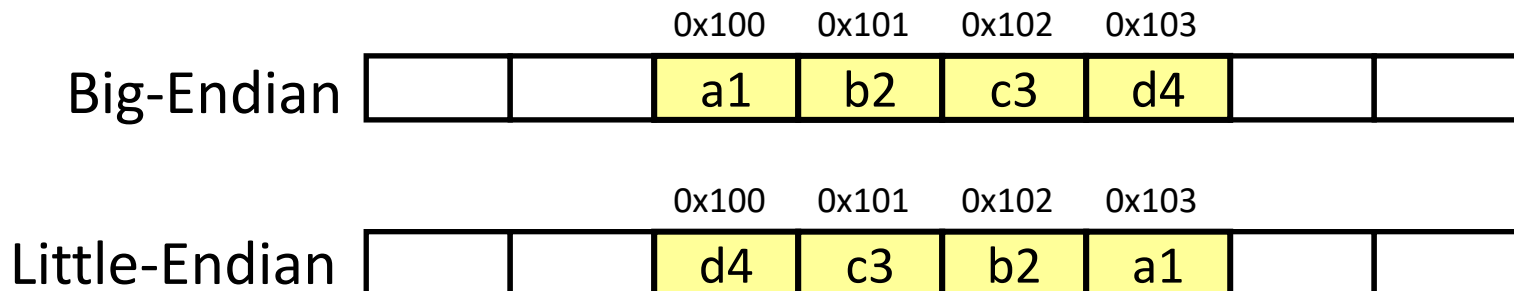 0x100 0x101 0x102 0x103
Big-Endian a1 b2 c3 d4
0x100 0x101 0x102 0x103
Little-Endian d4 c3 b2 a1